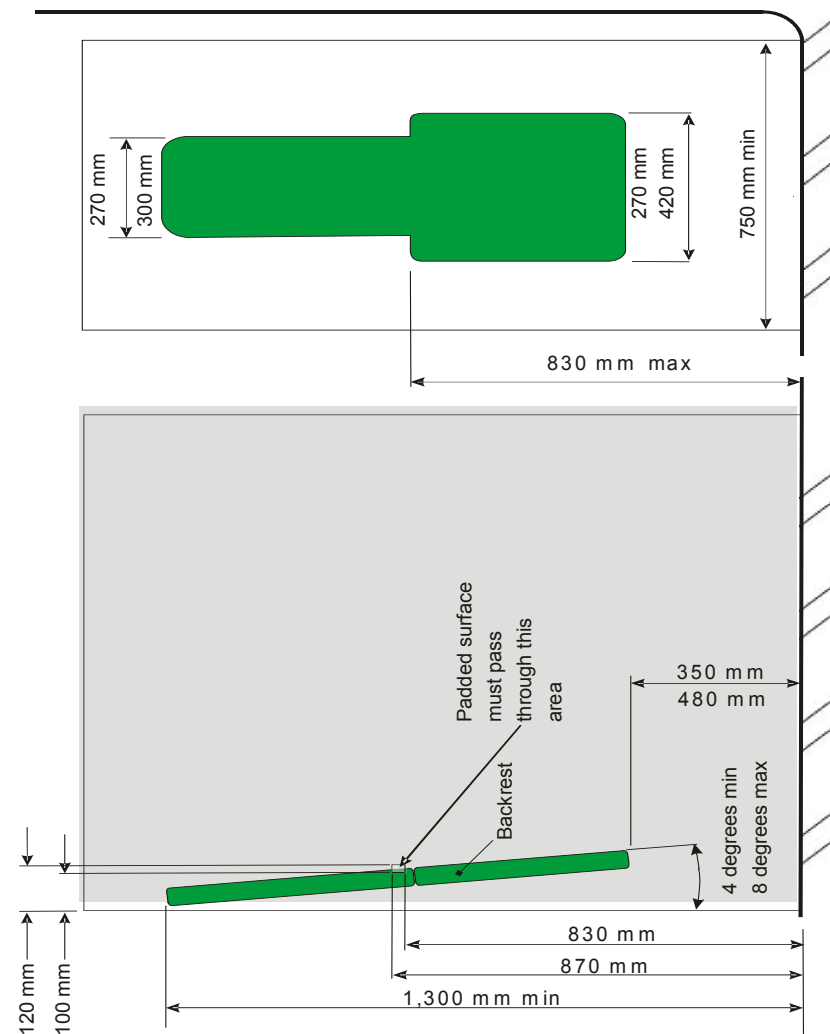 270 mm
300 mm
270 mm
420 mm
750 mm min
830 mm max
Padded surface
must pass
through this
area
Backrest
350 mm
480 mm
4 degrees min
8 degrees max
830 mm
870 mm
1,300 mm min
120 mm
100 mm